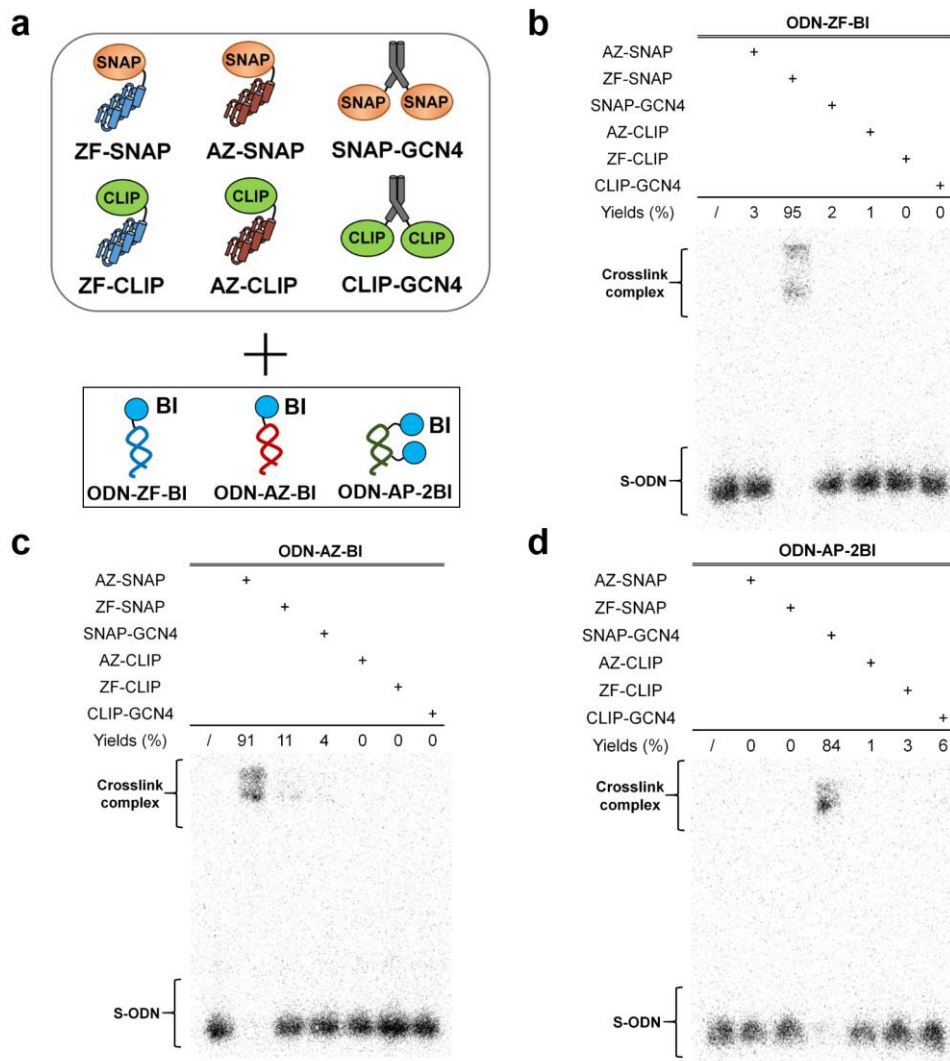 a
SNAP SNAP SNAP SNAP
ZF-SNAP AZ-SNAP SNAP-GCN4
CLIP CLIP CLIP CLIP
ZF-CLIP AZ-CLIP CLIP-GCN4
+
BI BI BI
ODN-ZF-BI ODN-AZ-BI ODN-AP-2BI
b
ODN-ZF-BI
AZ-SNAP +
ZF-SNAP +
SNAP-GCN4 +
AZ-CLIP +
ZF-CLIP +
CLIP-GCN4 +
Yields (%) / 3 95 2 1 0 0
Crosslink
complex
S-ODN
c
ODN-AZ-BI
AZ-SNAP +
ZF-SNAP +
SNAP-GCN4 +
AZ-CLIP +
ZF-CLIP +
CLIP-GCN4 +
Yields (%) / 91 11 4 0 0 0
Crosslink
complex
S-ODN
d
ODN-AP-2BI
AZ-SNAP +
ZF-SNAP +
SNAP-GCN4 +
AZ-CLIP +
ZF-CLIP +
CLIP-GCN4 +
Yields (%) / 0 0 84 1 3 6
Crosslink
complex
S-ODN